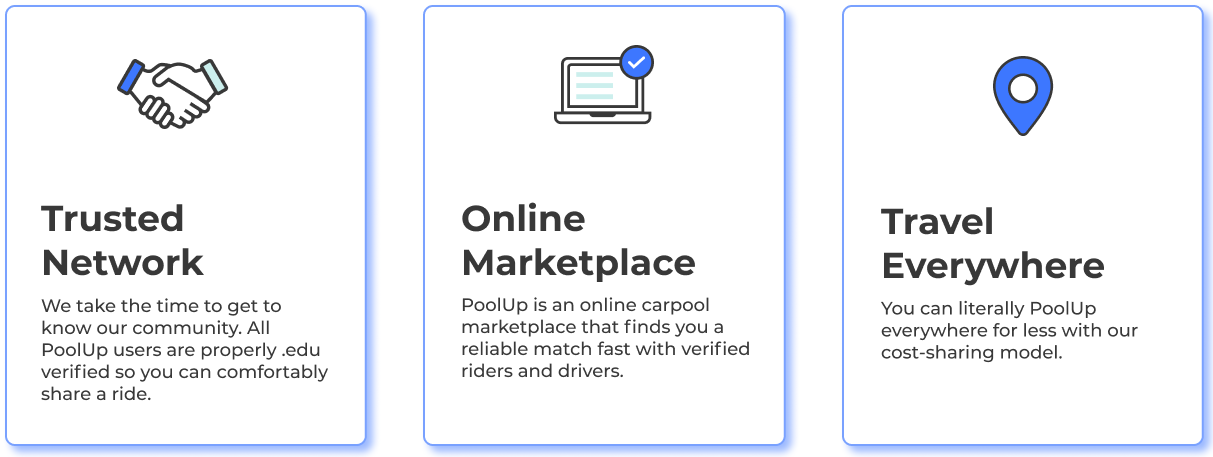 Trusted
Network
We take the time to get to
know our community. All
PoolUp users are properly .edu
verified so you can comfortably
share a ride.
Online
Marketplace
PoolUp is an online carpool
marketplace that finds you a
reliable match fast with verified
riders and drivers.
Travel
Everywhere
You can literally PoolUp
everywhere for less with our
cost-sharing model.